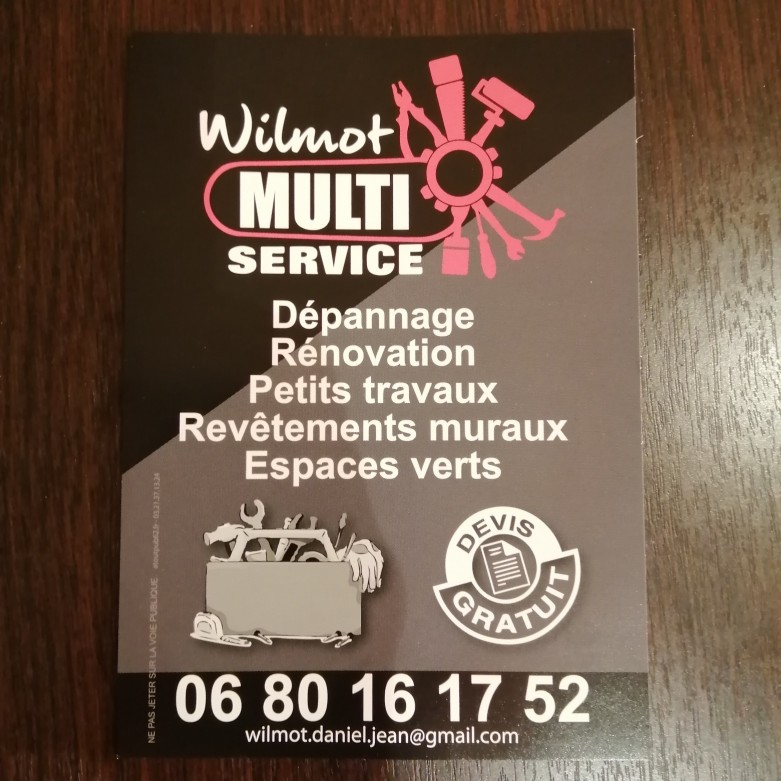 Wilmot
MULTI
SERVICE
Dépannage
Rénovation
Petits travaux
Revêtements muraux
Espaces verts
DEVIS
GRATUIT
06 80 16 17 52
wilmot.daniel.jean@gmail.com
NE PAS JETER SUR LA VOIE PUBLIQUE